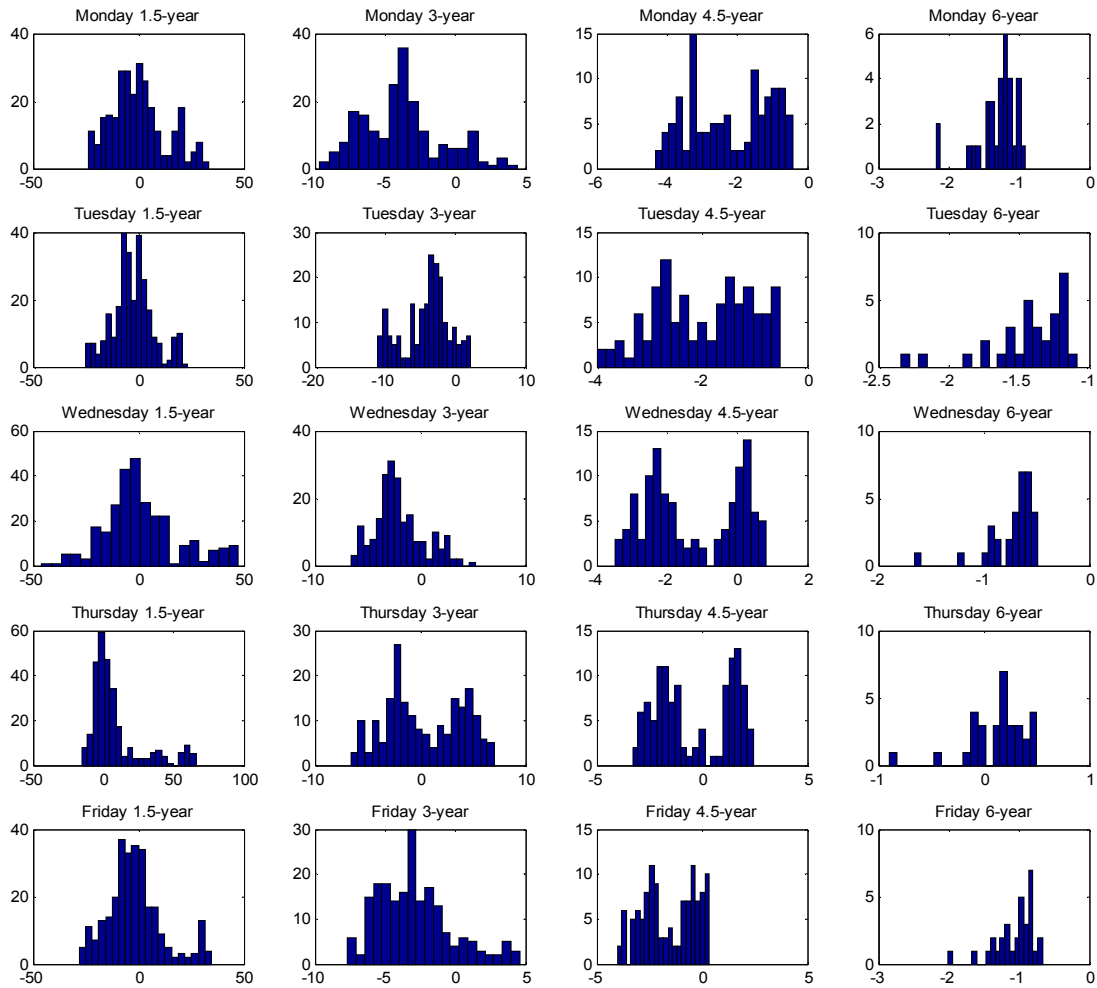 Monday 1.5-year
40
20
0
-50 0 50
Monday 3-year
40
20
0
-10 -5 0 5
Monday 4.5-year
15
10
5
0
-6 -4 -2 0
Monday 6-year
6
4
2
0
-3 -2 -1 0
Tuesday 1.5-year
40
20
0
-50 0 50
Tuesday 3-year
30
20
10
0
-20 -10 0 10
Tuesday 4.5-year
15
10
5
0
-4 -2 0
Tuesday 6-year
10
5
0
-2.5 -2 -1.5 -1
Wednesday 1.5-year
60
40
20
0
-50 0 50
Wednesday 3-year
40
20
0
-10 0 10
Wednesday 4.5-year
15
10
5
0
-4 -2 0 2
Wednesday 6-year
10
5
0
-2 -1 0
Thursday 1.5-year
60
40
20
0
-50 0 50 100
Thursday 3-year
30
20
10
0
-10 0 10
Thursday 4.5-year
15
10
5
0
-5 0 5
Thursday 6-year
10
5
0
-1 0 1
Friday 1.5-year
40
20
0
-50 0 50
Friday 3-year
30
20
10
0
-10 -5 0 5
Friday 4.5-year
15
10
5
0
-5 0 5
Friday 6-year
10
5
0
-3 -2 -1 0